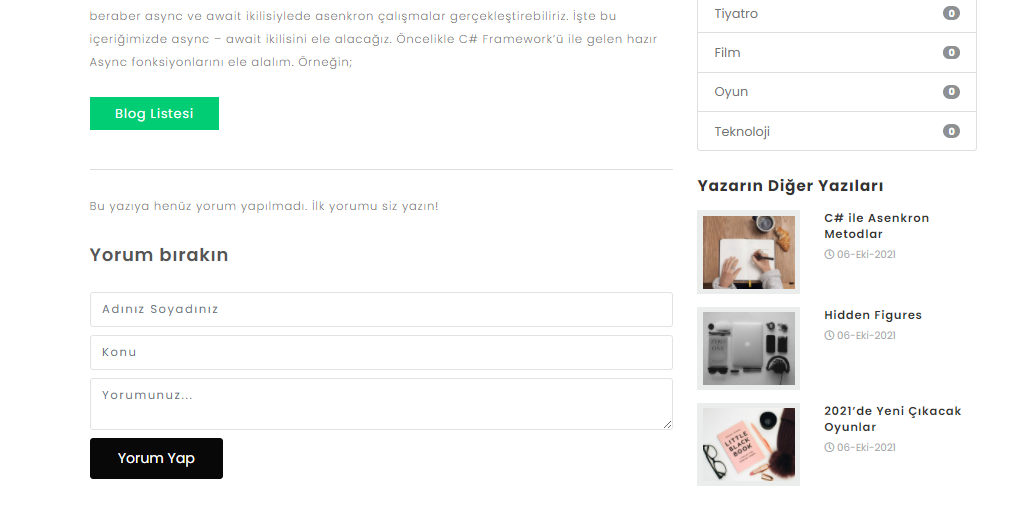 beraber async ve await ikilisiylede asenkron çalışmalar gerçekleştirebiliriz. İşte bu
içeriğimizde async – await ikilisini ele alacağız. Öncelikle C# Framework'ü ile gelen hazır
Async fonksiyonlarını ele alalım. Örneğin;
Blog Listesi
Bu yazıya henüz yorum yapılmadı. İlk yorumu siz yazın!
Yorum bırakın
Adınız Soyadınız
Konu
Yorumunuz...
Yorum Yap
Tiyatro 0
Film 0
Oyun 0
Teknoloji 0
Yazarın Diğer Yazıları
C# ile Asenkron
Metodlar
06-Eki-2021
Hidden Figures
06-Eki-2021
LITTLE
BLACK
BOOK
2021'de Yeni Çıkacak
Oyunlar
06-Eki-2021